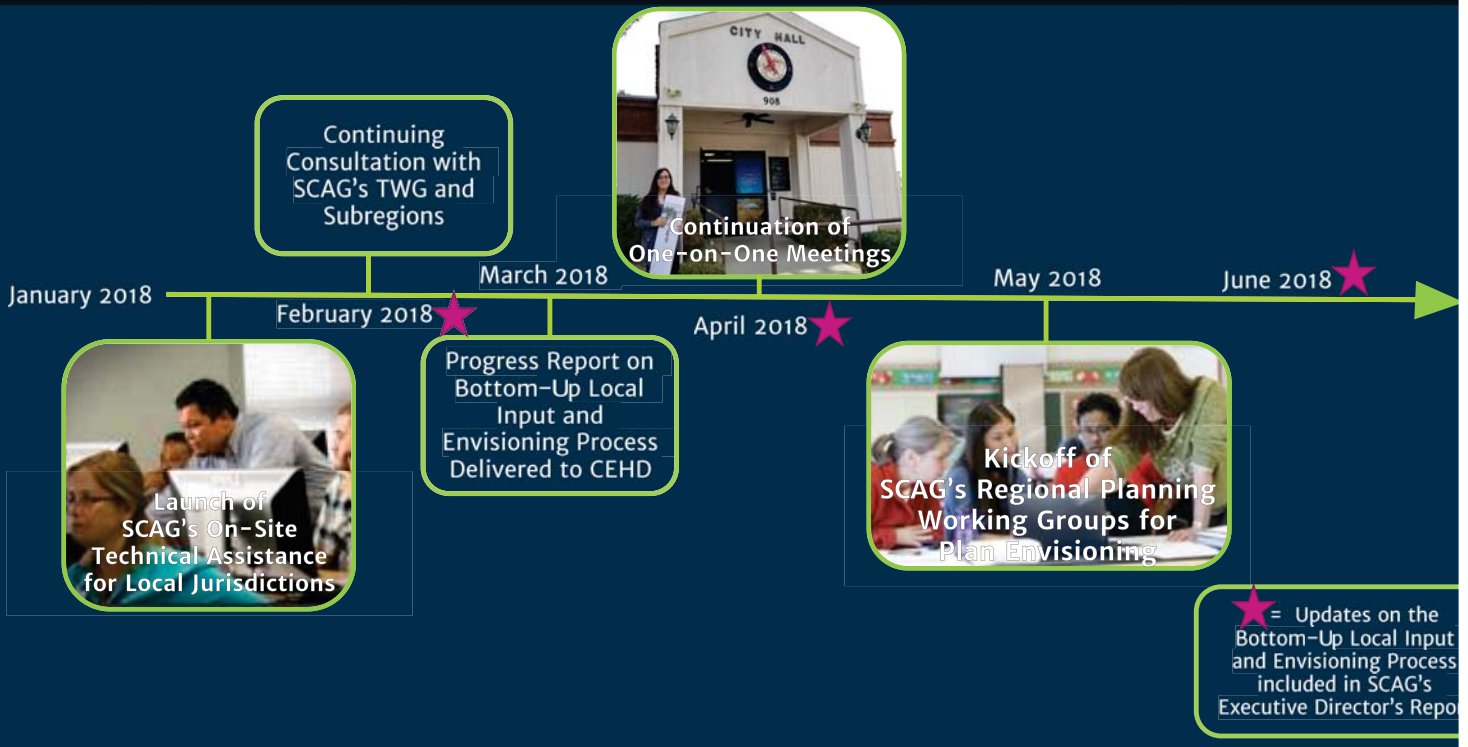 CITY HALL
908
Continuing
Consultation with
SCAG's TWG and
Subregions
Continuation of
One-on-One Meetings
January 2018
February 2018
March 2018
April 2018
May 2018
June 2018
Launch of
SCAG's On-Site
Technical Assistance
for Local Jurisdictions
Progress Report on
Bottom-Up Local
Input and
Envisioning Process
Delivered to CEHD
Kickoff of
SCAG's Regional Planning
Working Groups for
Plan Envisioning
= Updates on the
Bottom-Up Local Input
and Envisioning Process
included in SCAG's
Executive Director's Repor